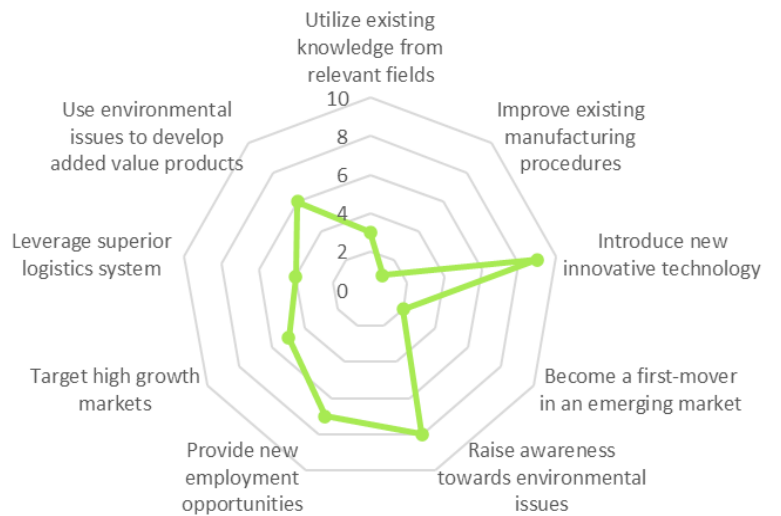 Utilize existing
knowledge from
relevant fields
Improve existing
manufacturing
procedures
Introduce new
innovative technology
Become a first-mover
in an emerging market
Raise awareness
towards environmental
issues
Provide new
employment
opportunities
Target high growth
markets
Leverage superior
logistics system
Use environmental
issues to develop
added value products
10
8
6
4
2
0